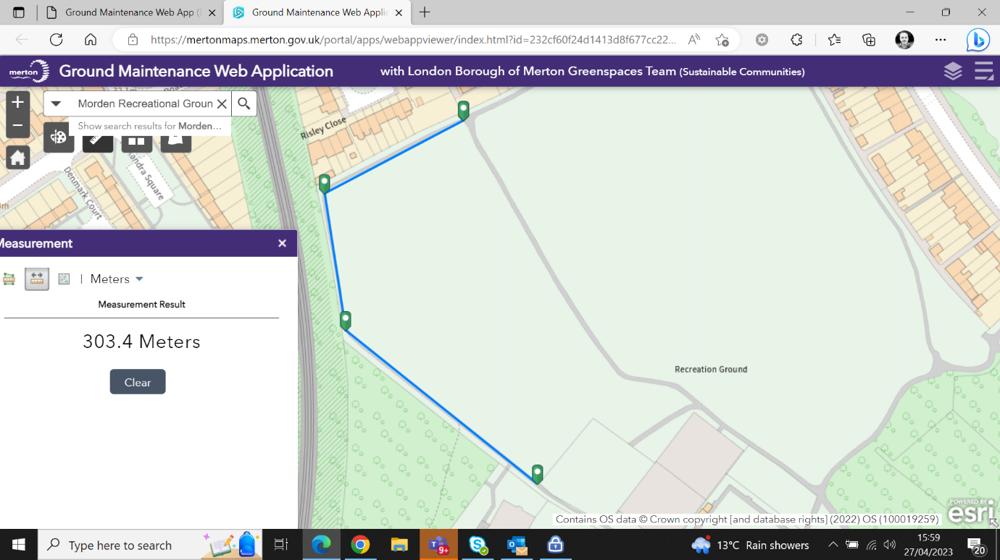 Ground Maintenance Web App (
Ground Maintenance Web Applic
https://mertonmaps.merton.gov.uk/portal/apps/webappviewer/index.html?id=232cf60f24d1413d8f677cc22...
merton
Ground Maintenance Web Application
with London Borough of Merton Greenspaces Team (Sustainable Communities)
Morden Recreational Groun
Show search results for Morden...
Risley Close
Denmark Court
andra Square
Measurement
Meters
Measurement Result
303.4 Meters
Clear
Recreation Ground
POWERED BY
esri
Contains OS data © Crown copyright [and database rights] (2022) OS (100019259)
Type here to search
9+
13°C Rain showers
15:59
27/04/2023
20